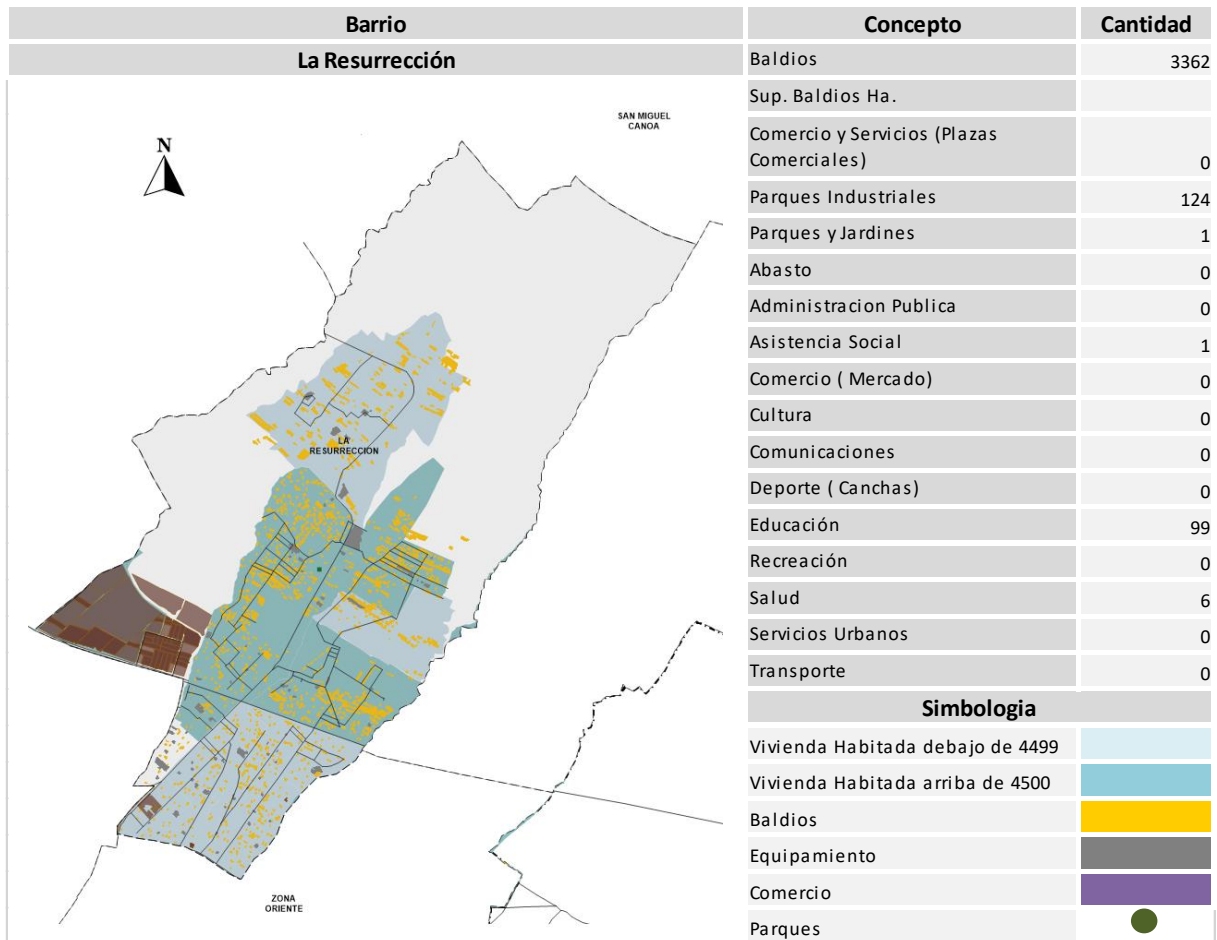 Barrio
Concepto
Cantidad
La Resurrección
Baldios
3362
Sup. Baldios Ha.
Comercio y Servicios (Plazas
Comerciales)
0
Parques Industriales
124
Parques y Jardines
1
Abasto
0
Administracion Publica
0
Asistencia Social
1
Comercio ( Mercado)
0
Cultura
0
Comunicaciones
0
Deporte ( Canchas)
0
Educación
99
Recreación
0
Salud
6
Servicios Urbanos
0
Transporte
0
Simbologia
Vivienda Habitada debajo de 4499
Vivienda Habitada arriba de 4500
Baldios
Equipamiento
Comercio
Parques
SAN MIGUEL
CANOA
N
LA
RESURRECCIÓN
ZONA
ORIENTE